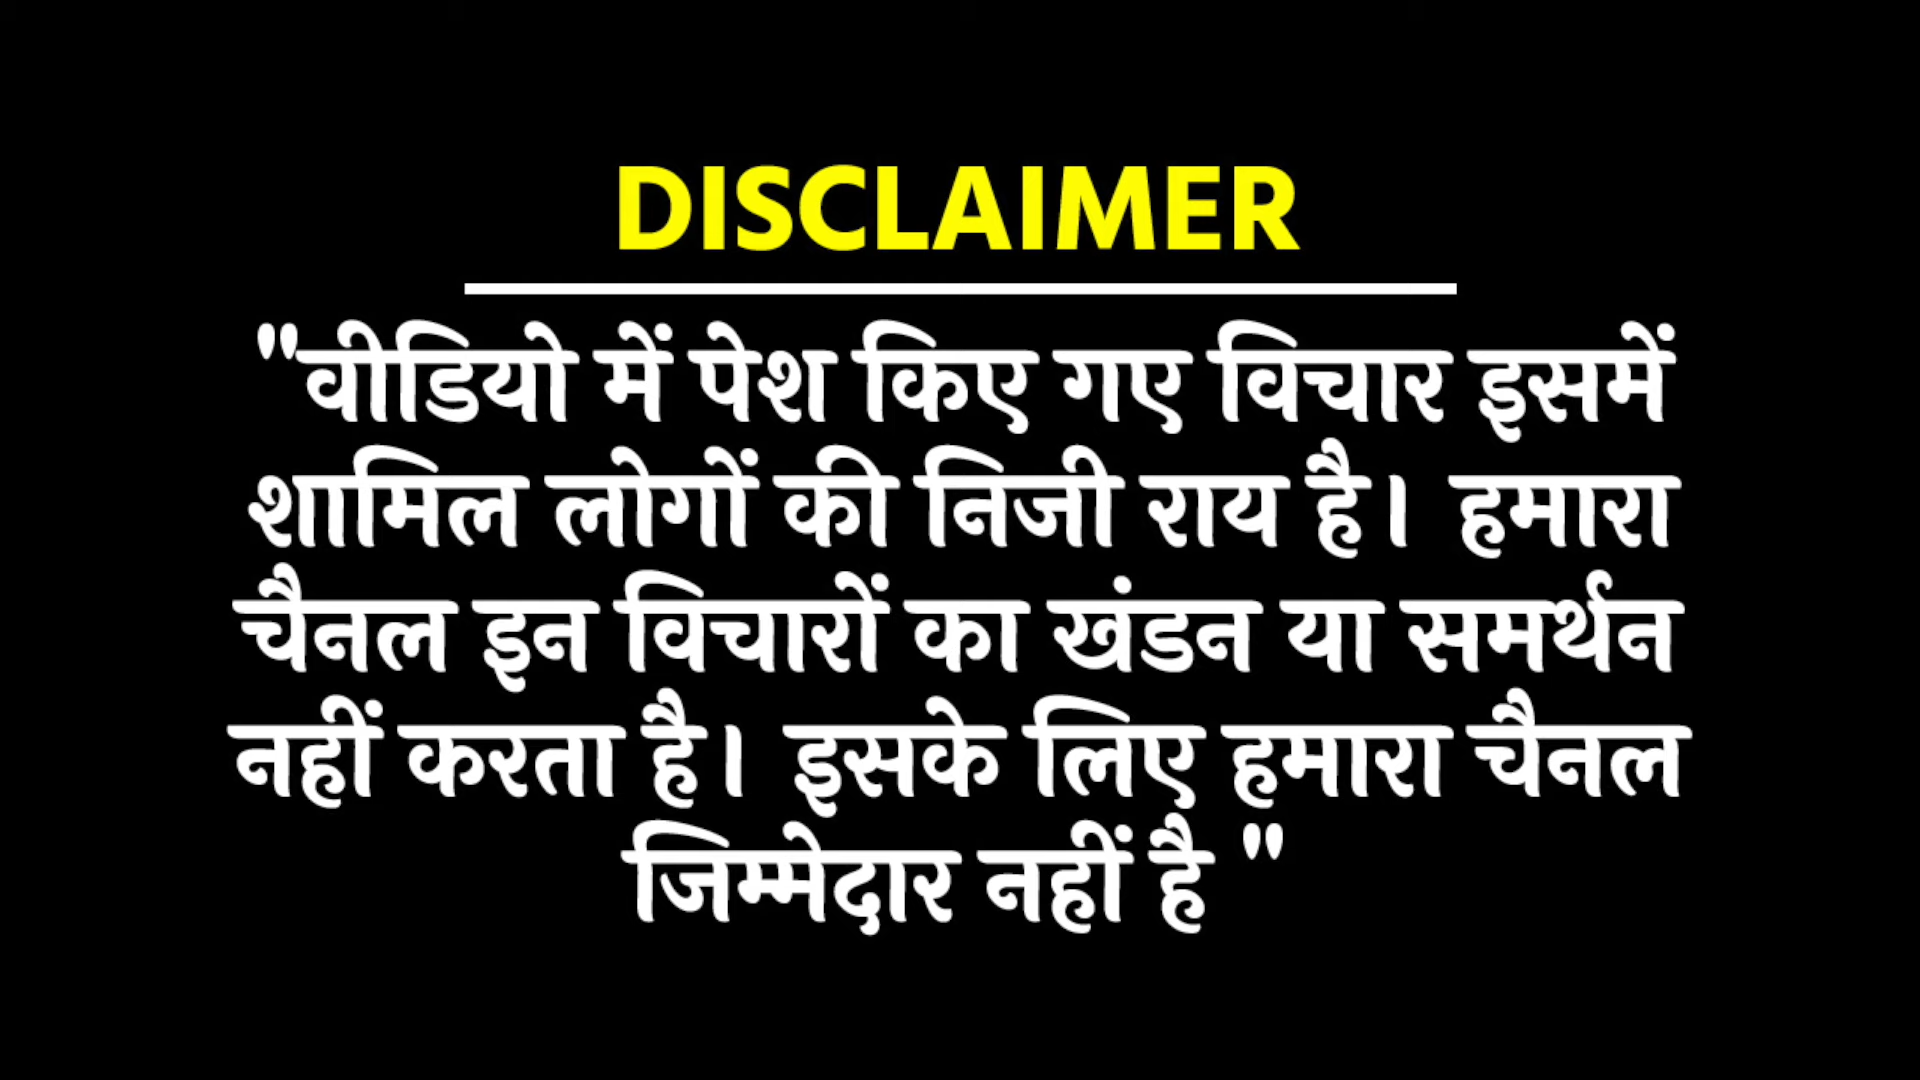 DISCLAIMER
"वीडियो में पेश किए गए विचार इसमें
शामिल लोगों की निजी राय है। हमारा
चैनल इन विचारों का खंडन या समर्थन
नहीं करता है। इसके लिए हमारा चैनल
जिम्मेदार नहीं है "